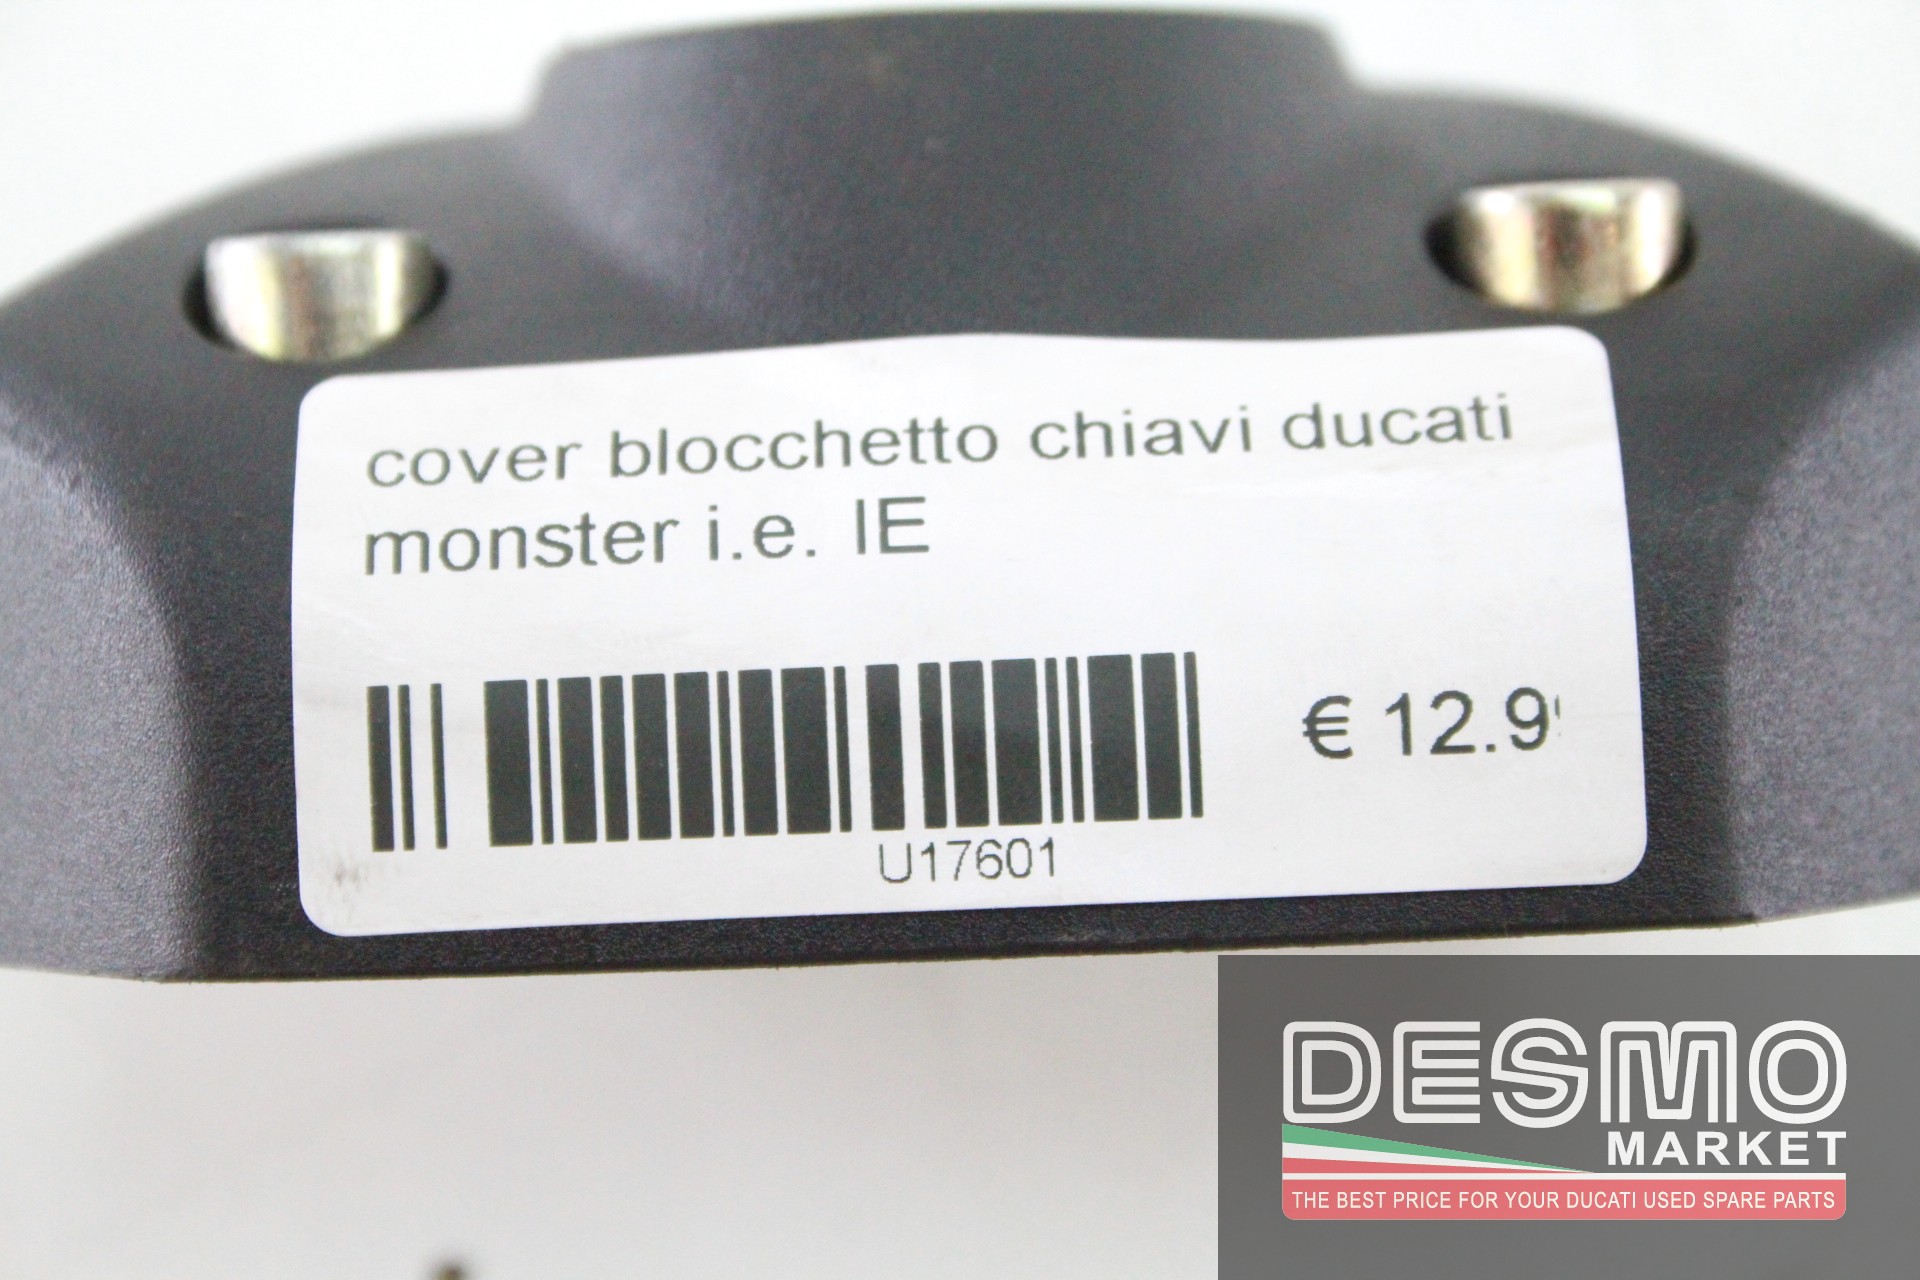 cover blocchetto chiavi ducati
monster i.e. IE
€ 12.9
U17601
DESMO
MARKET
THE BEST PRICE FOR YOUR DUCATI USED SPARE PARTS